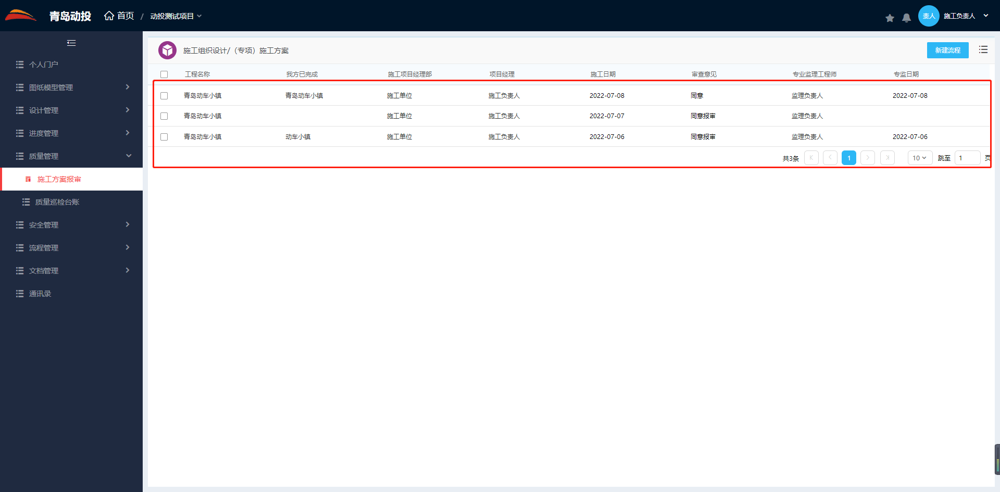 青岛动投 首页 / 动投测试项目
责人 施工负责人
个人门户
图纸模型管理
设计管理
进度管理
质量管理
施工方案报审
质量巡检台账
安全管理
流程管理
文档管理
通讯录
施工组织设计/（专项）施工方案 新建流程
工程名称 我方已完成 施工项目经理部 项目经理 施工日期 审查意见 专业监理工程师 专监日期
青岛动车小镇 青岛动车小镇 施工单位 施工负责人 2022-07-08 同意 监理负责人 2022-07-08
青岛动车小镇 施工单位 施工负责人 2022-07-07 同意报审 监理负责人
青岛动车小镇 动车小镇 施工单位 施工负责人 2022-07-06 同意报审 监理负责人 2022-07-06
共3条 1 10 跳至 1 页